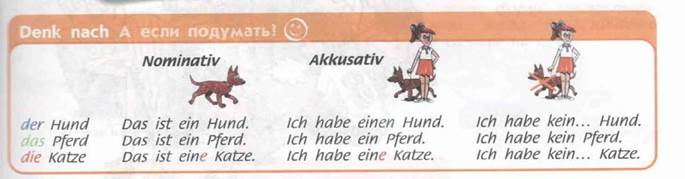 Denk nach А если подумать!
Nominativ Akkusativ
der Hund Das ist ein Hund. Ich habe einen Hund. Ich habe kein... Hund.
das Pferd Das ist ein Pferd. Ich habe ein Pferd. Ich habe kein Pferd.
die Katze Das ist eine Katze. Ich habe eine Katze. Ich habe kein... Katze.